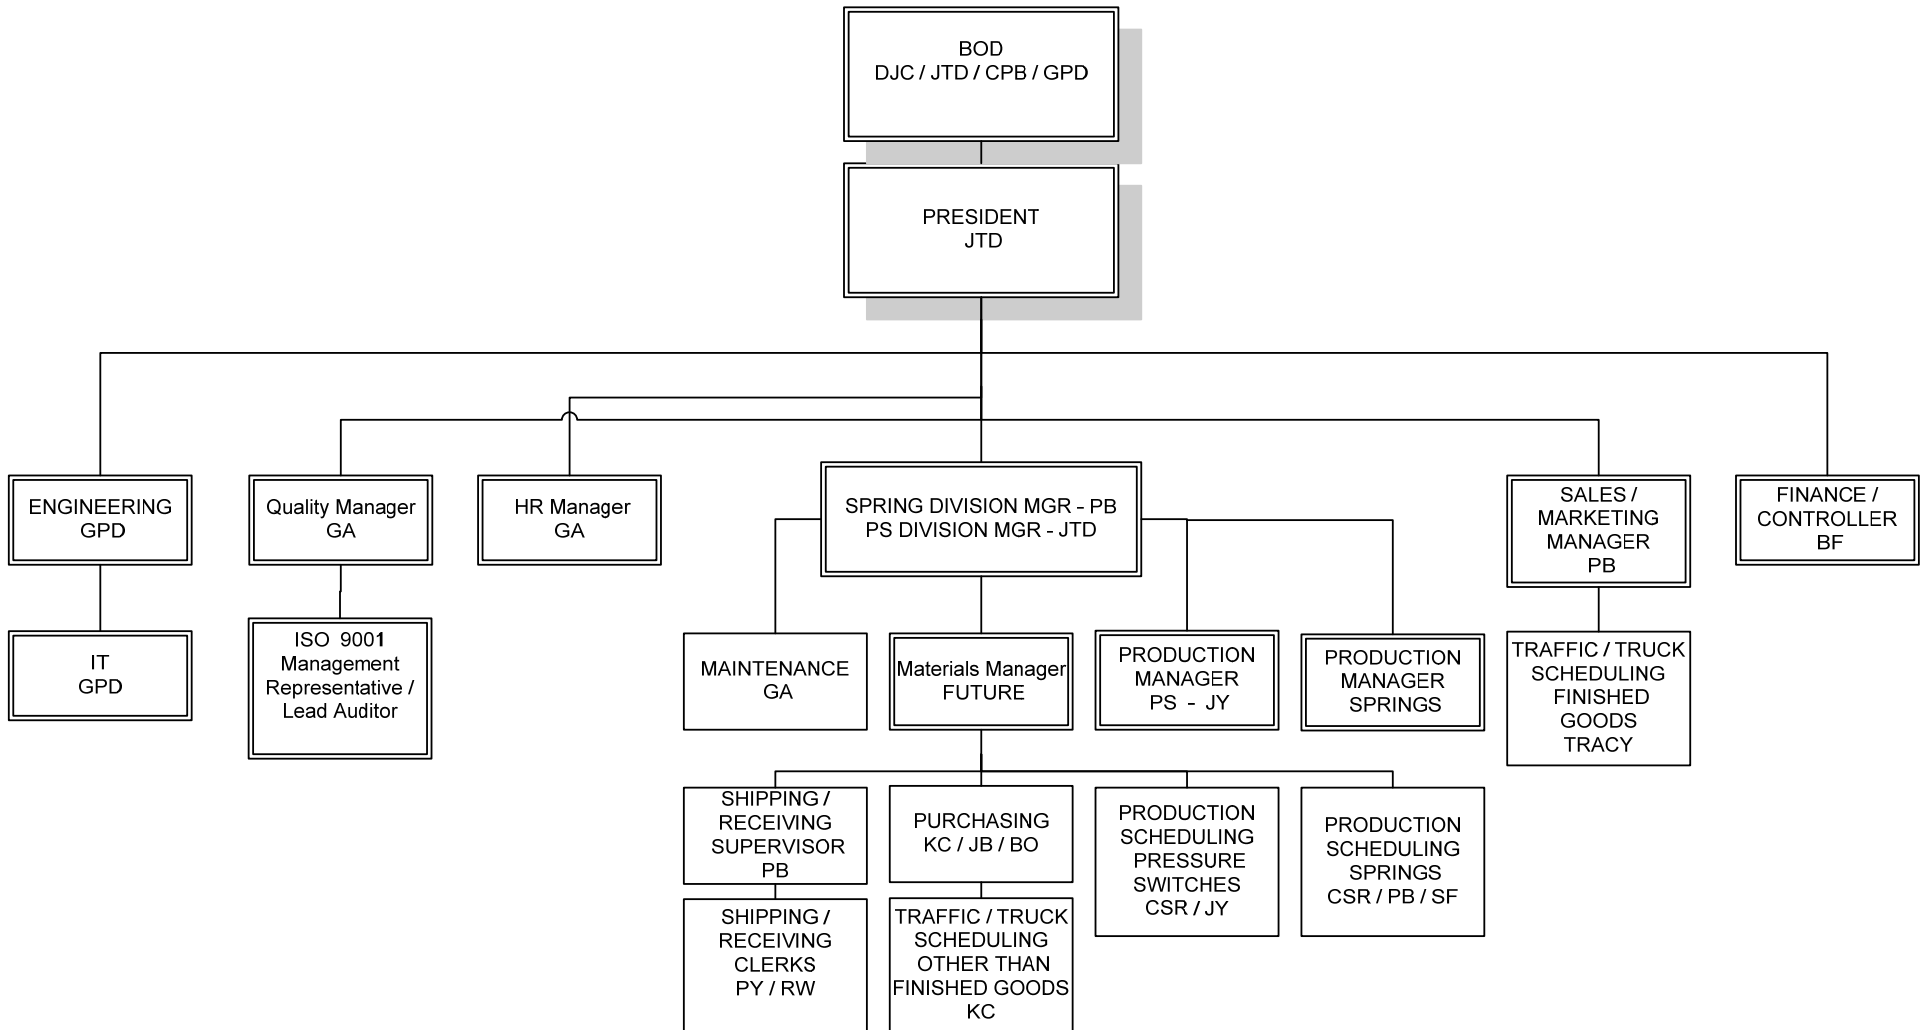 BOD
DJC / JTD / CPB / GPD
PRESIDENT
JTD
ENGINEERING
GPD
Quality Manager
GA
HR Manager
GA
SPRING DIVISION MGR - PB
PS DIVISION MGR - JTD
SALES /
MARKETING
MANAGER
PB
FINANCE /
CONTROLLER
BF
IT
GPD
ISO 9001
Management
Representative /
Lead Auditor
MAINTENANCE
GA
Materials Manager
FUTURE
PRODUCTION
MANAGER
PS - JY
PRODUCTION
MANAGER
SPRINGS
TRAFFIC / TRUCK
SCHEDULING
FINISHED
GOODS
TRACY
SHIPPING /
RECEIVING
SUPERVISOR
PB
PURCHASING
KC / JB / BO
PRODUCTION
SCHEDULING
PRESSURE
SWITCHES
CSR / JY
PRODUCTION
SCHEDULING
SPRINGS
CSR / PB / SF
SHIPPING /
RECEIVING
CLERKS
PY / RW
TRAFFIC / TRUCK
SCHEDULING
OTHER THAN
FINISHED GOODS
KC